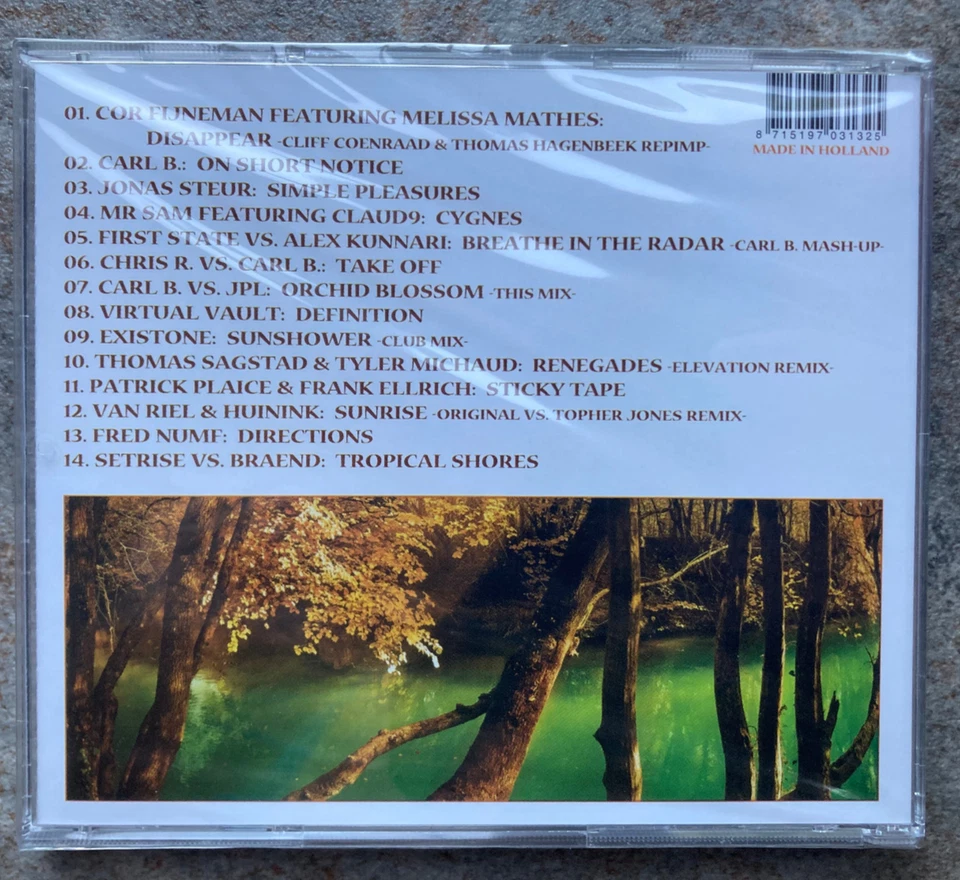 01. COR FIJNEMAN FEATURING MELISSA MATHES:
DISAPPEAR -CLIFF COENRAAD & THOMAS HAGENBEEK REPIMP-
02. CARL B.: ON SHORT NOTICE
03. JONAS STEUR: SIMPLE PLEASURES
04. MR SAM FEATURING CLAUD9: CYGNES
05. FIRST STATE VS. ALEX KUNNARI: BREATHE IN THE RADAR -CARL B. MASH-UP-
06. CHRIS R. VS. CARL B.: TAKE OFF
07. CARL B. VS. JPL: ORCHID BLOSSOM -THIS MIX-
08. VIRTUAL VAULT: DEFINITION
09. EXISTONE: SUNSHOWER -CLUB MIX-
10. THOMAS SAGSTAD & TYLER MICHAUD: RENEGADES -ELEVATION REMIX-
11. PATRICK PLAICE & FRANK ELLRICH: STICKY TAPE
12. VAN RIEL & HUININK: SUNRISE -ORIGINAL VS. TOPHER JONES REMIX-
13. FRED NUMF: DIRECTIONS
14. SETRISE VS. BRAEND: TROPICAL SHORES
8 715197 031325
MADE IN HOLLAND